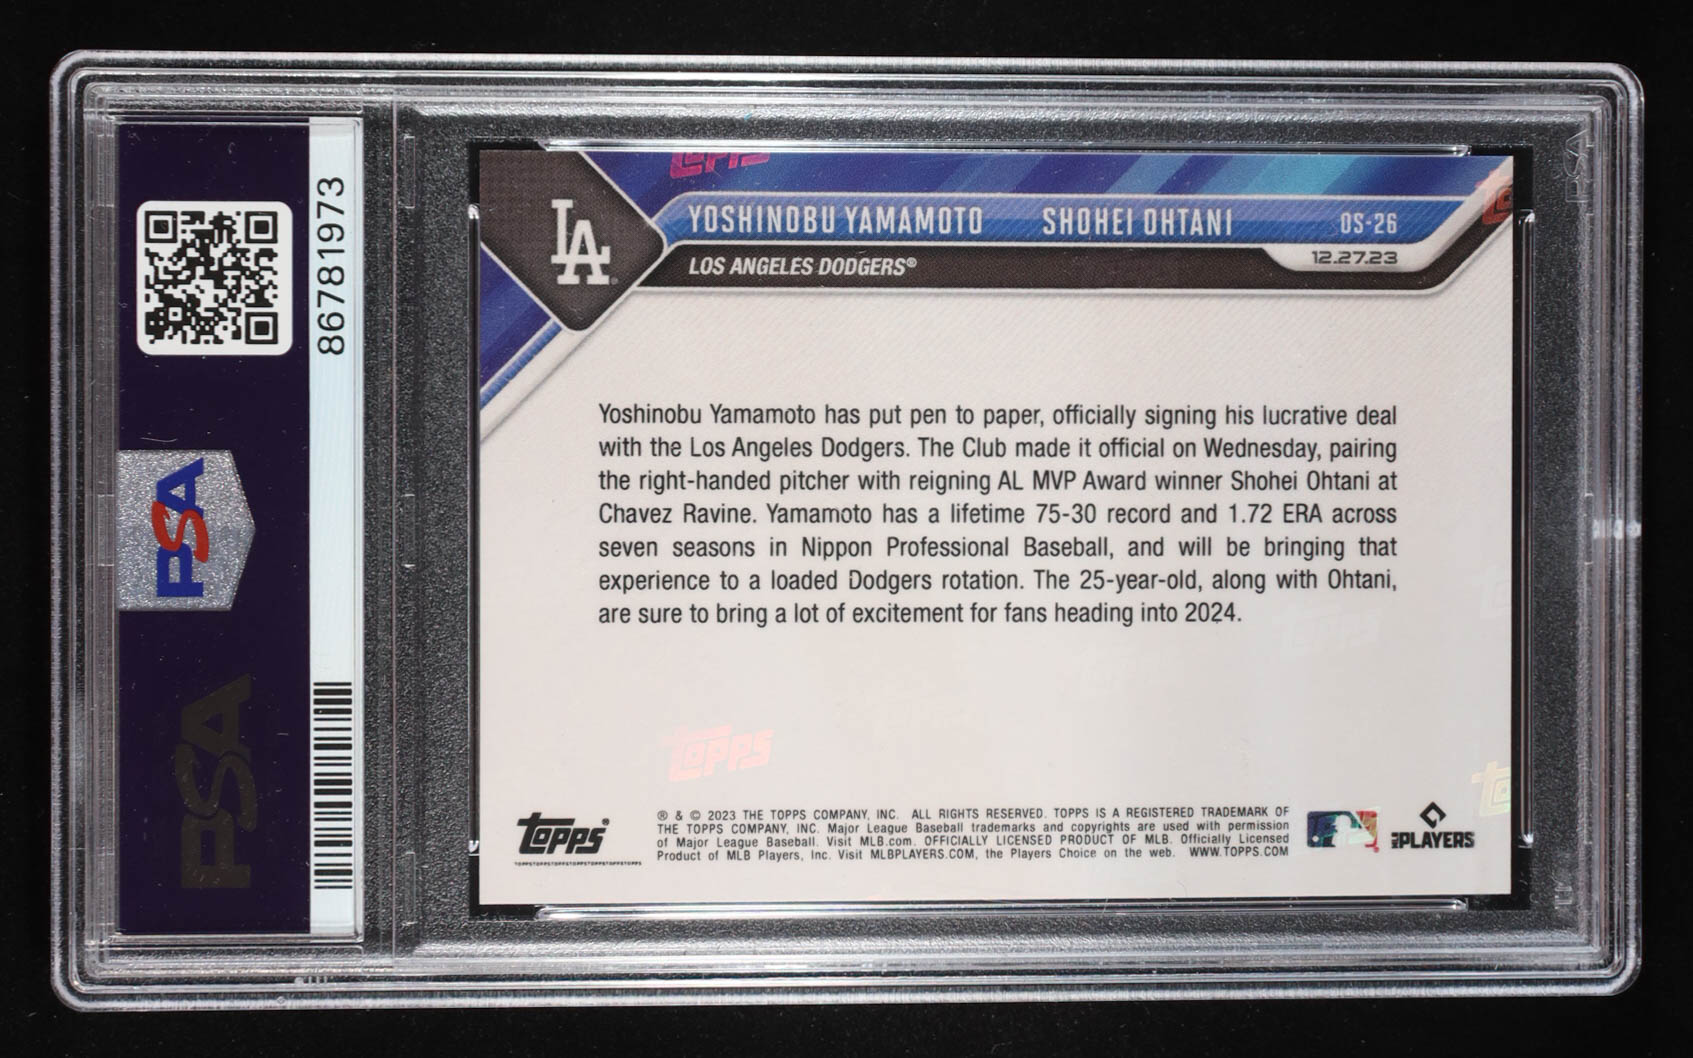 TOPPS
YOSHINOBU YAMAMOTO SHOHEI OHTANI OS-26
LA
12.27.23
LOS ANGELES DODGERS®
86781973
PSA
PSA
Yoshinobu Yamamoto has put pen to paper, officially signing his lucrative deal
with the Los Angeles Dodgers. The Club made it official on Wednesday, pairing
the right-handed pitcher with reigning AL MVP Award winner Shohei Ohtani at
Chavez Ravine. Yamamoto has a lifetime 75-30 record and 1.72 ERA across
seven seasons in Nippon Professional Baseball, and will be bringing that
experience to a loaded Dodgers rotation. The 25-year-old, along with Ohtani,
are sure to bring a lot of excitement for fans heading into 2024.
TOPPS
TOPPS
TOPPS®
TOPPSTOPPSTOPPSTOPPSTOPPSTOPPSTOPPS
® & © 2023 THE TOPPS COMPANY, INC. ALL RIGHTS RESERVED. TOPPS IS A REGISTERED TRADEMARK OF
THE TOPPS COMPANY, INC. Major League Baseball trademarks and copyrights are used with permission
of Major League Baseball. Visit MLB.com. OFFICIALLY LICENSED PRODUCT OF MLB. Officially Licensed
Product of MLB Players, Inc. Visit MLBPLAYERS.COM, the Players Choice on the web. WWW.TOPPS.COM
MLB PLAYERS
PSA